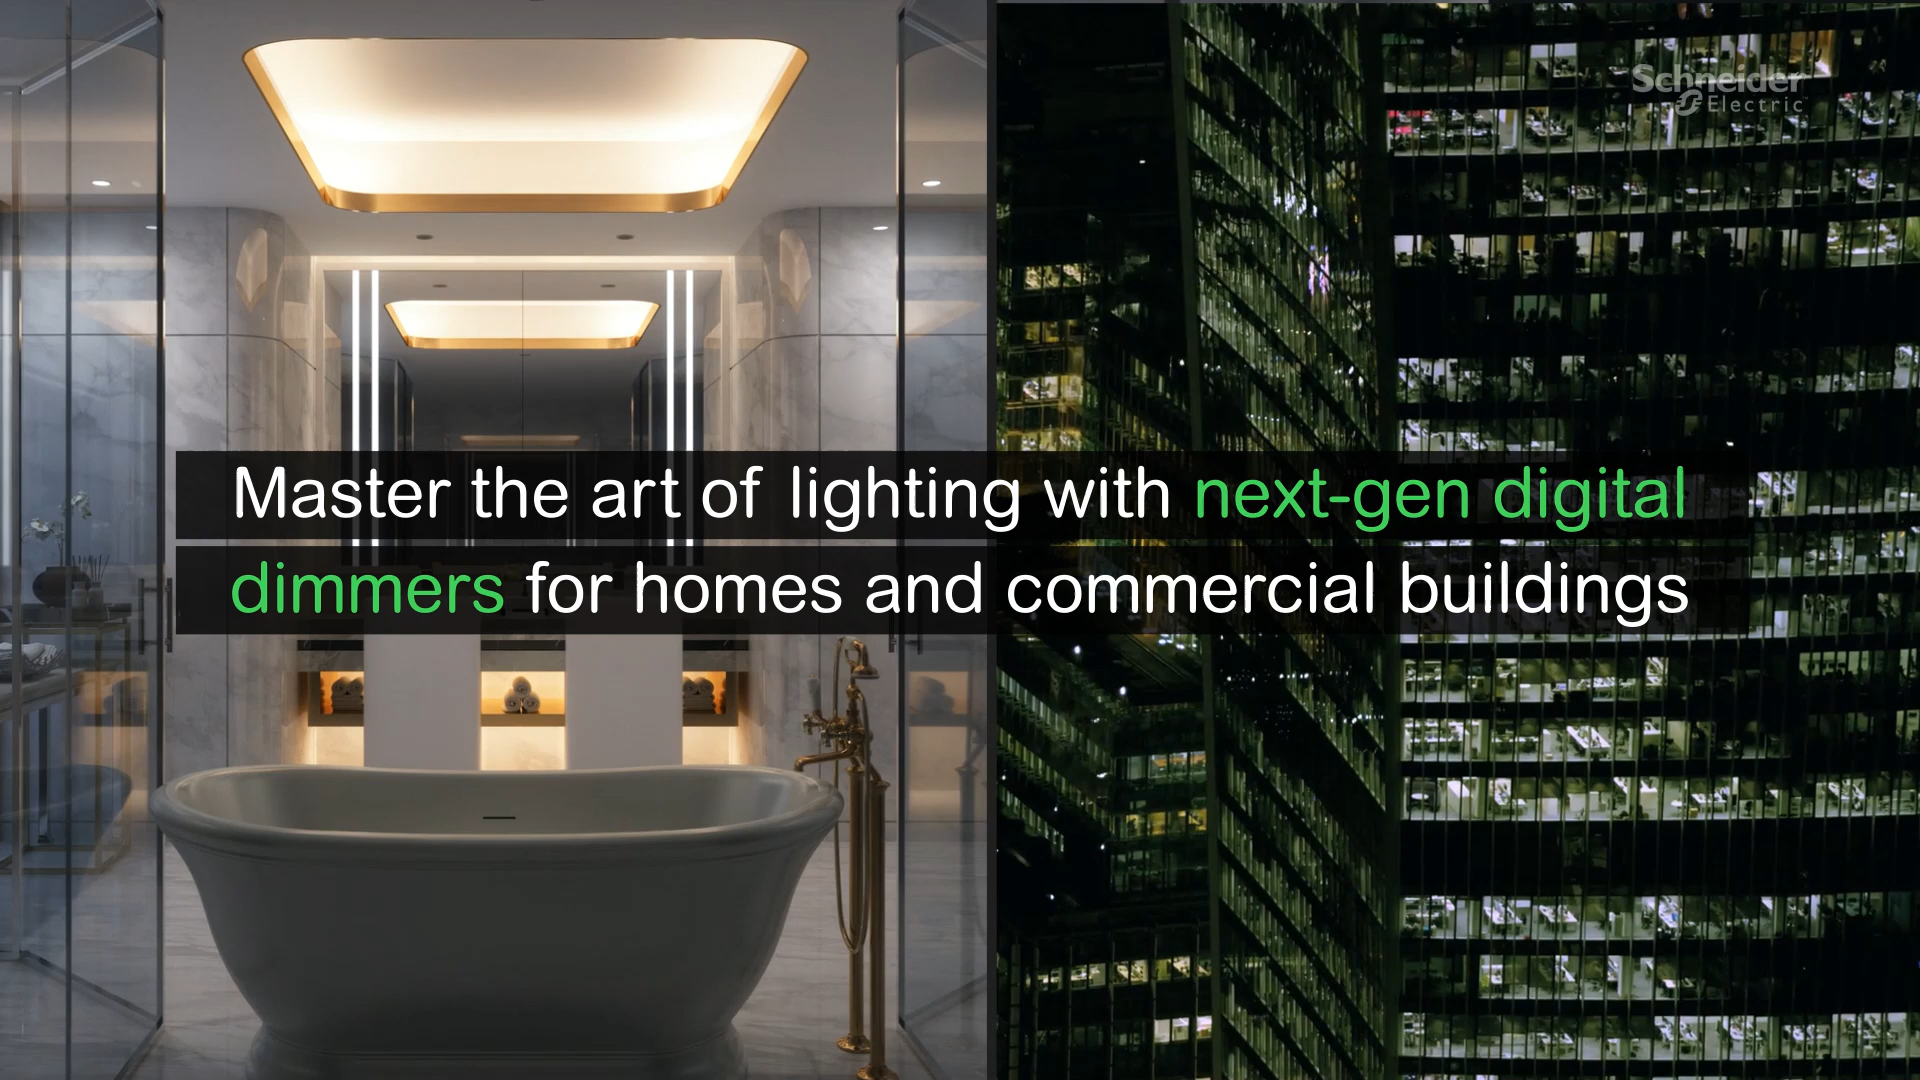 Schneider
Electric
Master the art of lighting with next-gen digital
dimmers for homes and commercial buildings